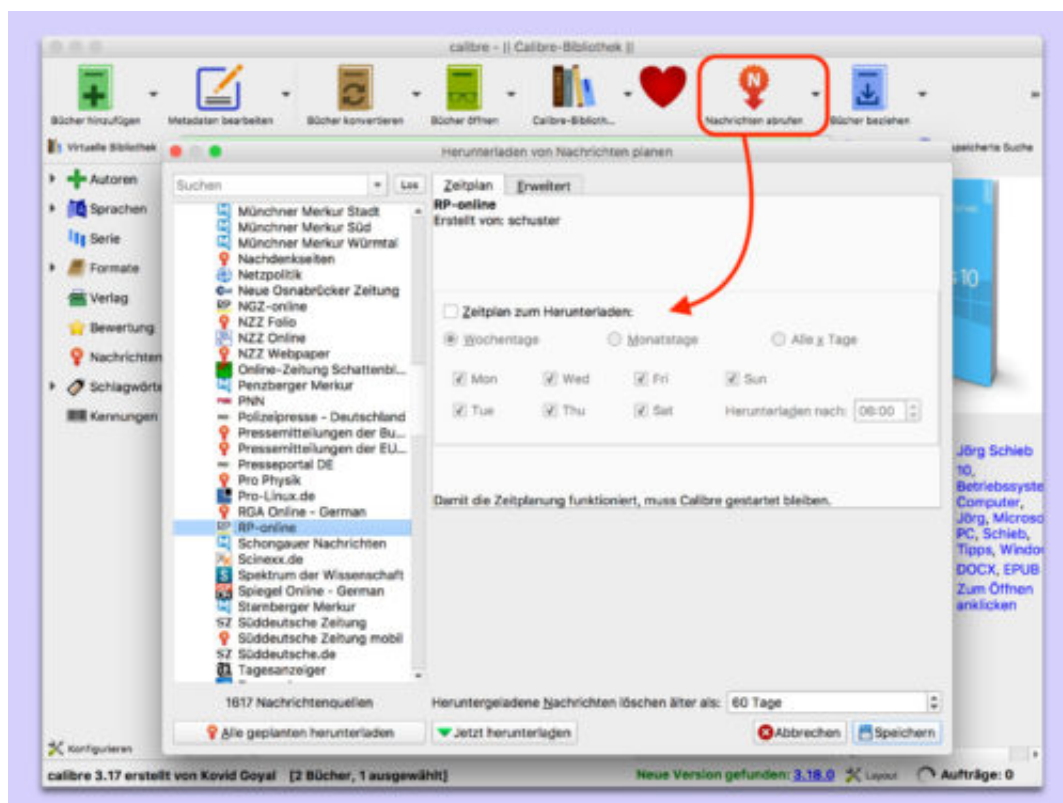 calibre - || Calibre-Bibliothek ||
Bücher hinzufügen
Metadaten bearbeiten
Bücher konvertieren
Bücher öffnen
Calibre-Biblioth...
Nachrichten abrufen
Bücher beziehen
Virtuelle Bibliothek
speicherte Suche
Autoren
Sprachen
Serie
Formate
Verlag
Bewertung
Nachrichten
Schlagwörte
Kennungen
Herunterladen von Nachrichten planen
Suchen
Los
Münchner Merkur Stadt
Münchner Merkur Süd
Münchner Merkur Würmtal
Nachdenkseiten
Netzpolitik
Neue Osnabrücker Zeitung
NGZ-online
NZZ Folio
NZZ Online
NZZ Webpaper
Online-Zeitung Schattenbl...
Penzberger Merkur
PNN
Polizeipresse - Deutschland
Pressemitteilungen der Bu...
Pressemitteilungen der EU...
Presseportal DE
Pro Physik
Pro-Linux.de
RGA Online - German
RP-online
Schongauer Nachrichten
Scinexx.de
Spektrum der Wissenschaft
Spiegel Online - German
Starnberger Merkur
Süddeutsche Zeitung
Süddeutsche Zeitung mobil
Süddeutsche.de
Tagesanzeiger
1617 Nachrichtenquellen
Alle geplanten herunterladen
Zeitplan
Erweitert
RP-online
Erstellt von: schuster
Zeitplan zum Herunterladen:
Wochentage
Monatstage
Alle x Tage
Mon
Wed
Fri
Sun
Tue
Thu
Sat
Herunterladen nach: 06:00
Damit die Zeitplanung funktioniert, muss Calibre gestartet bleiben.
Heruntergeladene Nachrichten löschen älter als: 60 Tage
Jetzt herunterladen
Abbrechen
Speichern
10
Jörg Schieb
10,
Betriebssyste
Computer,
Jörg, Microso
PC, Schieb,
Tipps, Windo
DOCX, EPUB
Zum Öffnen
anklicken
Konfigurieren
calibre 3.17 erstellt von Kovid Goyal [2 Bücher, 1 ausgewählt]
Neue Version gefunden: 3.18.0
Layout
Aufträge: 0